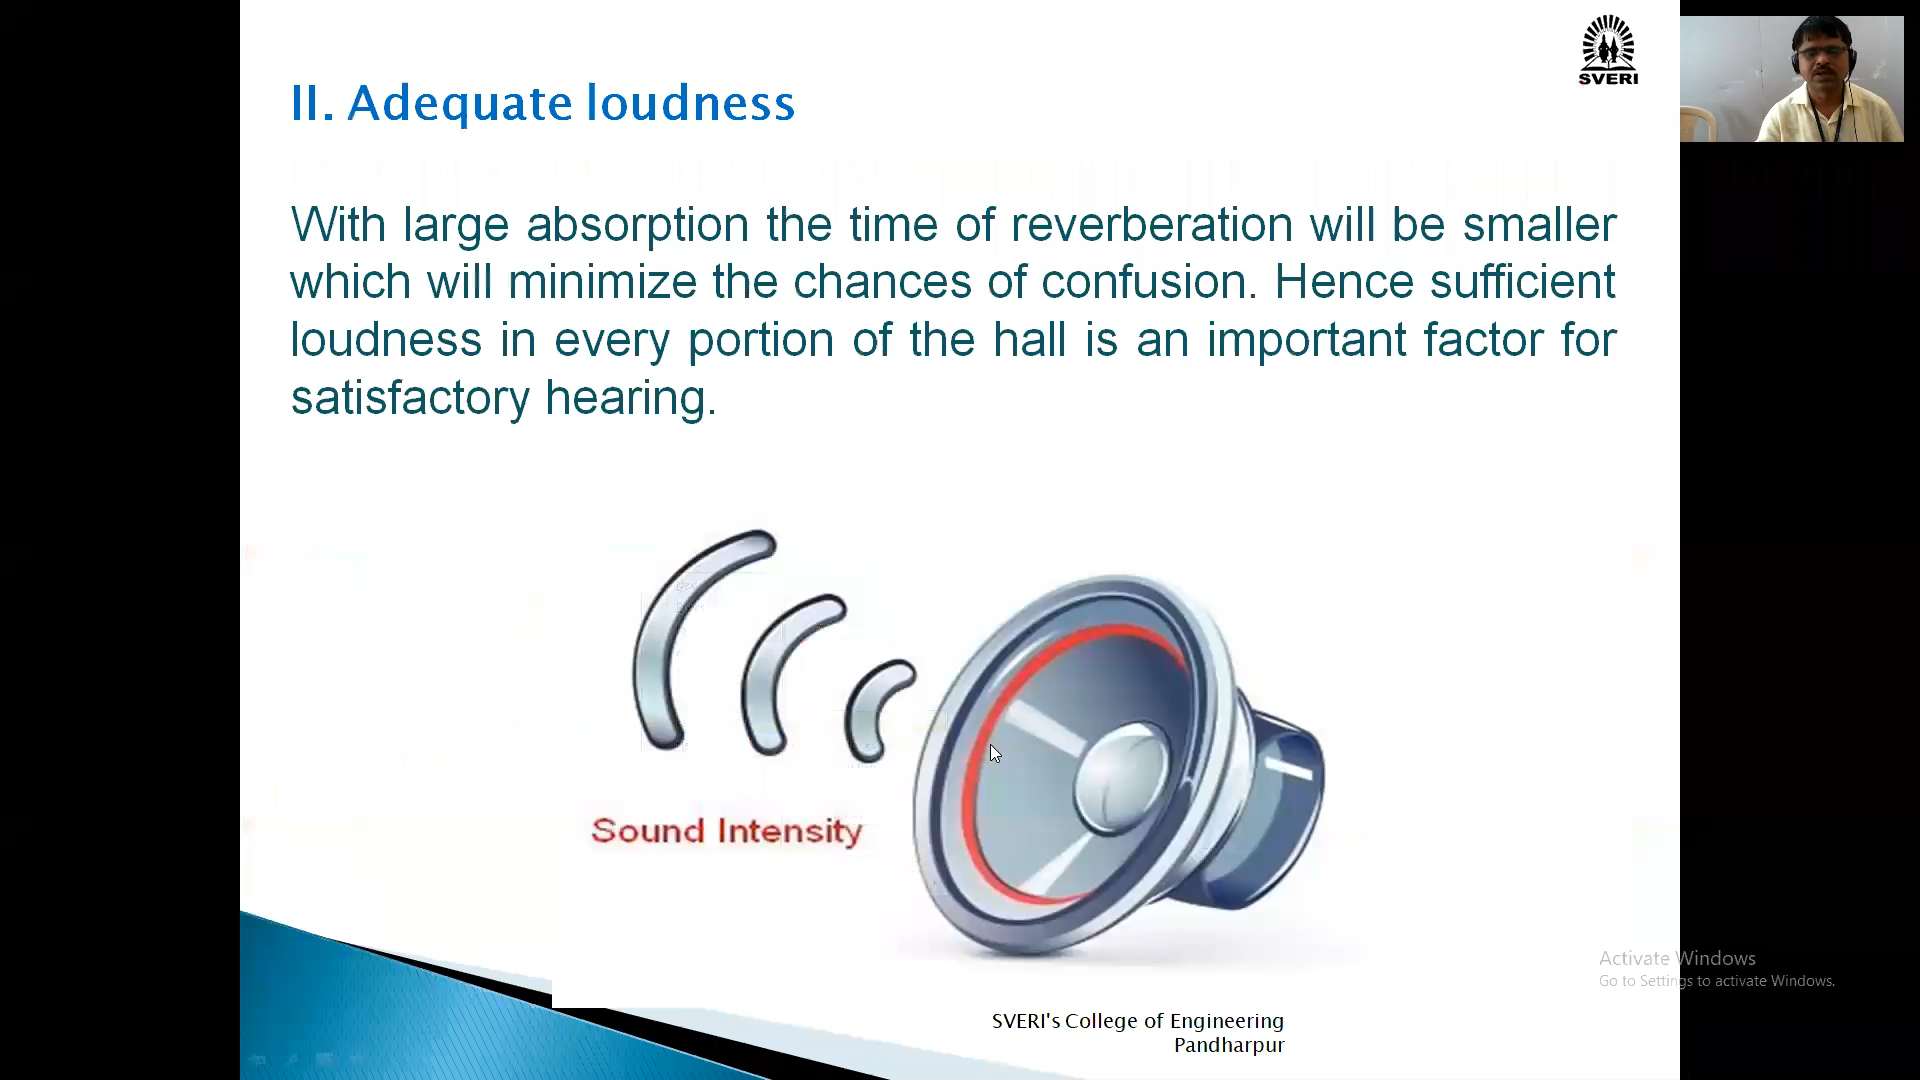 SVERI
II. Adequate loudness
With large absorption the time of reverberation will be smaller
which will minimize the chances of confusion. Hence sufficient
loudness in every portion of the hall is an important factor for
satisfactory hearing.
Sound Intensity
Activate Windows
Go to Settings to activate Windows.
SVERI's College of Engineering
Pandharpur